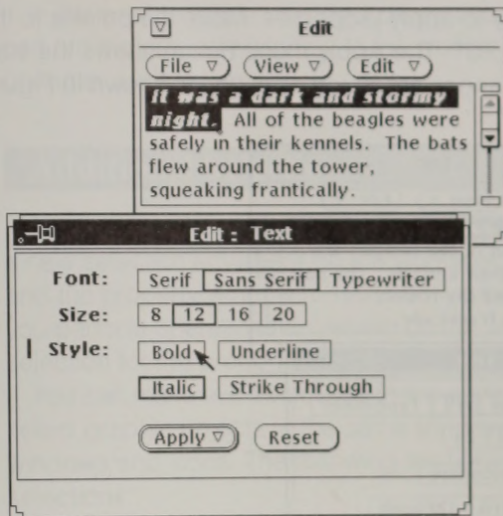 Edit
File View Edit
It was a dark and stormy
night. All of the beagles were
safely in their kennels. The bats
flew around the tower,
squeaking frantically.
Edit : Text
Font: Serif Sans Serif Typewriter
Size: 8 12 16 20
Style: Bold Underline
Italic Strike Through
Apply Reset